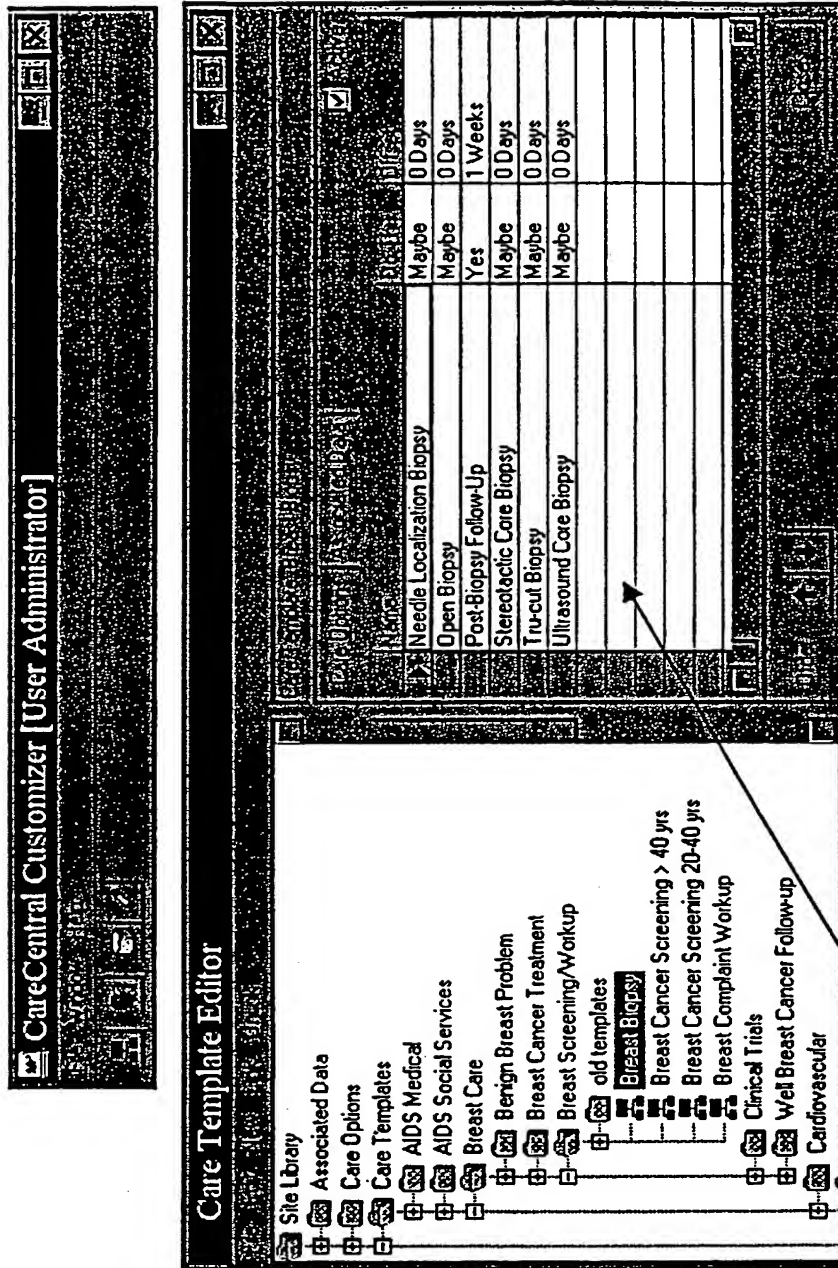 CareCentral Customizer [User Administrator]
Care Template Editor
Site Library
Associated Data
Care Options
Care Templates
AIDS Medical
AIDS Social Services
Breast Care
Benign Breast Problem
Breast Cancer Treatment
Breast Screening/Workup
old templates
Breast Biopsy
Breast Cancer Screening > 40 yrs
Breast Cancer Screening 20-40 yrs
Breast Complaint Workup
Clinical Trials
Well Breast Cancer Follow-up
Cardiovascular
Name
Needle Localization Biopsy Maybe 0 Days
Open Biopsy Maybe 0 Days
Post-Biopsy Follow-Up Yes 1 Weeks
Stereotactic Core Biopsy Maybe 0 Days
Tru-cut Biopsy Maybe 0 Days
Ultrasound Core Biopsy Maybe 0 Days